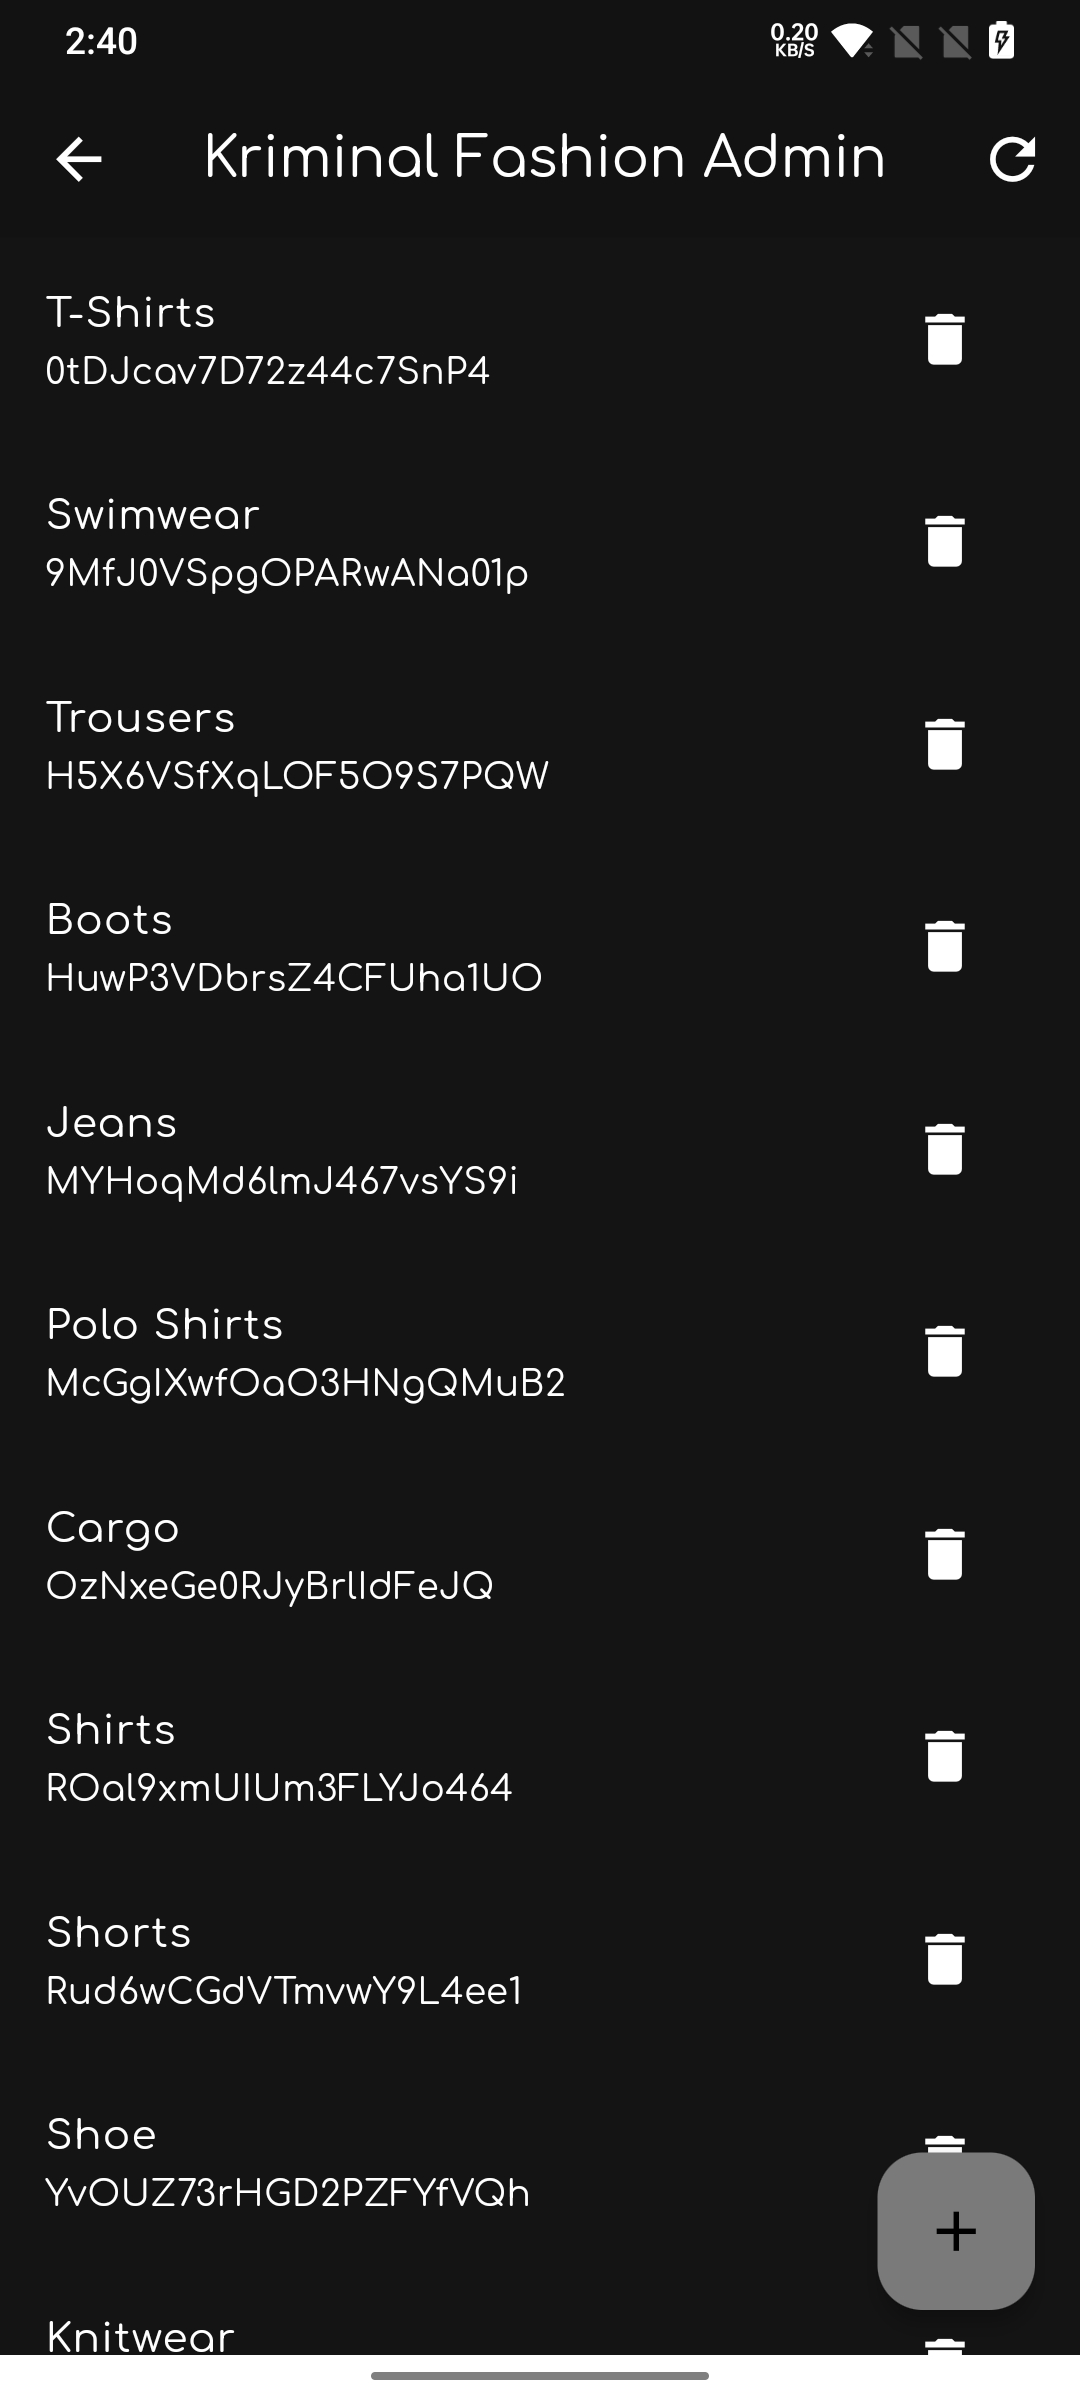 2:40
0.20
KB/S
Kriminal Fashion Admin
T-Shirts
0tDJcav7D72z44c7SnP4
Swimwear
9MfJ0VSpgOPARwANa01p
Trousers
H5X6VSfXqLOF5O9S7PQW
Boots
HuwP3VDbrsZ4CFUha1UO
Jeans
MYHoqMd6lmJ467vsYS9i
Polo Shirts
McGgIXwfOaO3HNgQMuB2
Cargo
OzNxeGe0RJyBrlIdFeJQ
Shirts
ROal9xmUIUm3FLYJo464
Shorts
Rud6wCGdVTmvwY9L4ee1
Shoe
YvOUZ73rHGD2PZFYfVQh
Knitwear